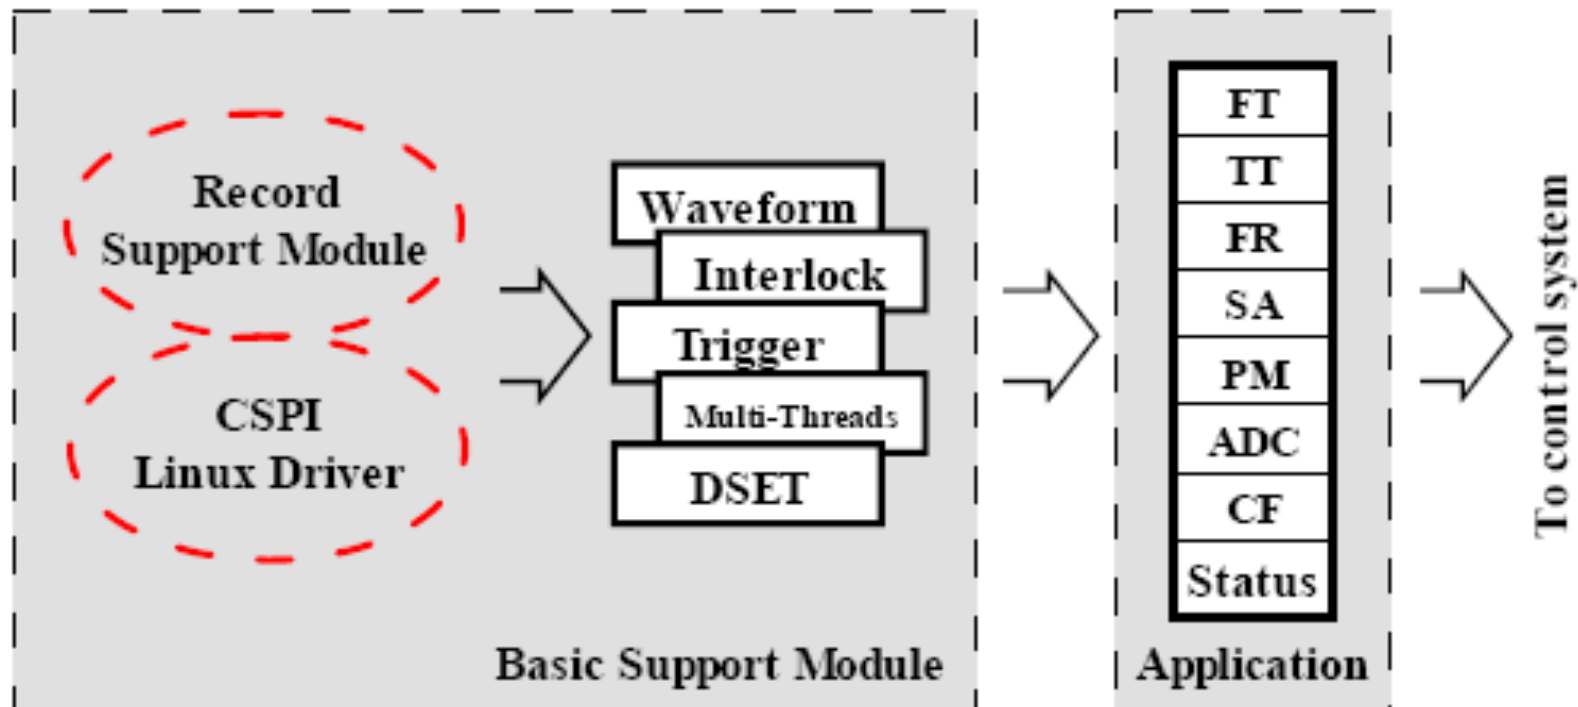 Record
Support Module
CSPI
Linux Driver
Waveform
Interlock
Trigger
Multi-Threads
DSET
Basic Support Module
FT
TT
FR
SA
PM
ADC
CF
Status
Application
To control system